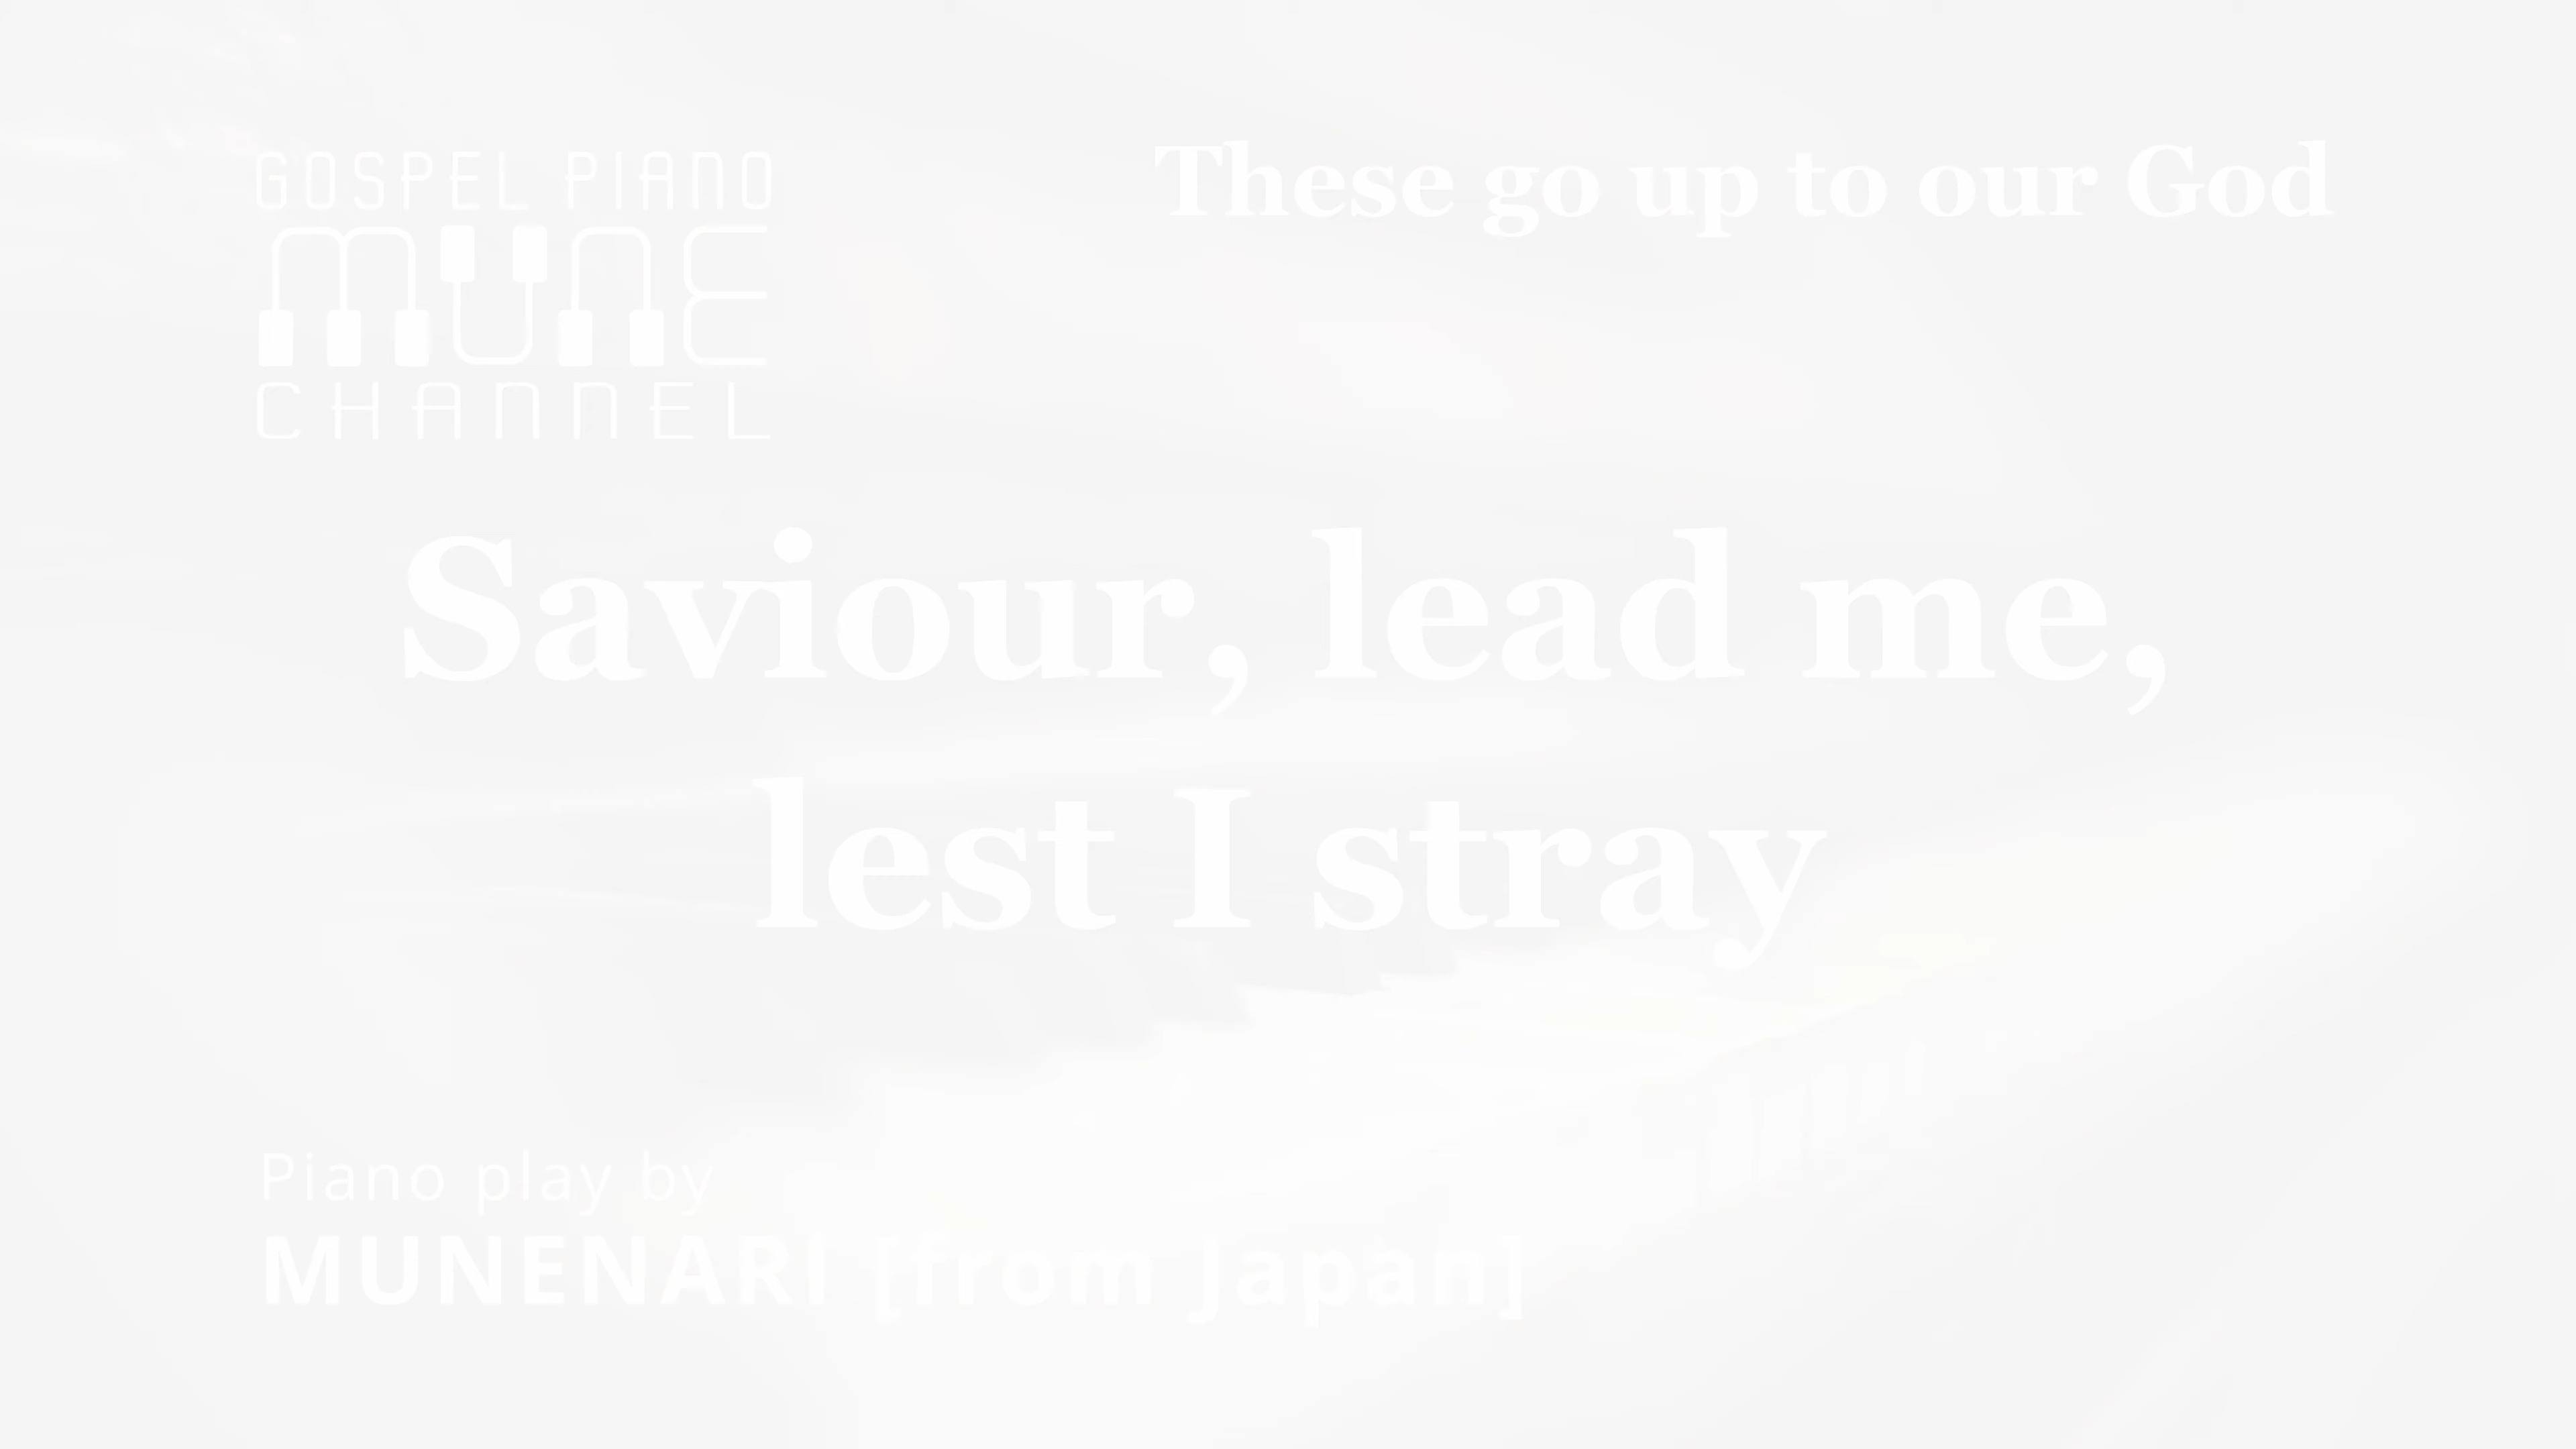 GOSPEL PIANO
mune
CHANNEL
These go up to our God
Saviour, lead me,
lest I stray
Piano play by
MUNENARI [from Japan]